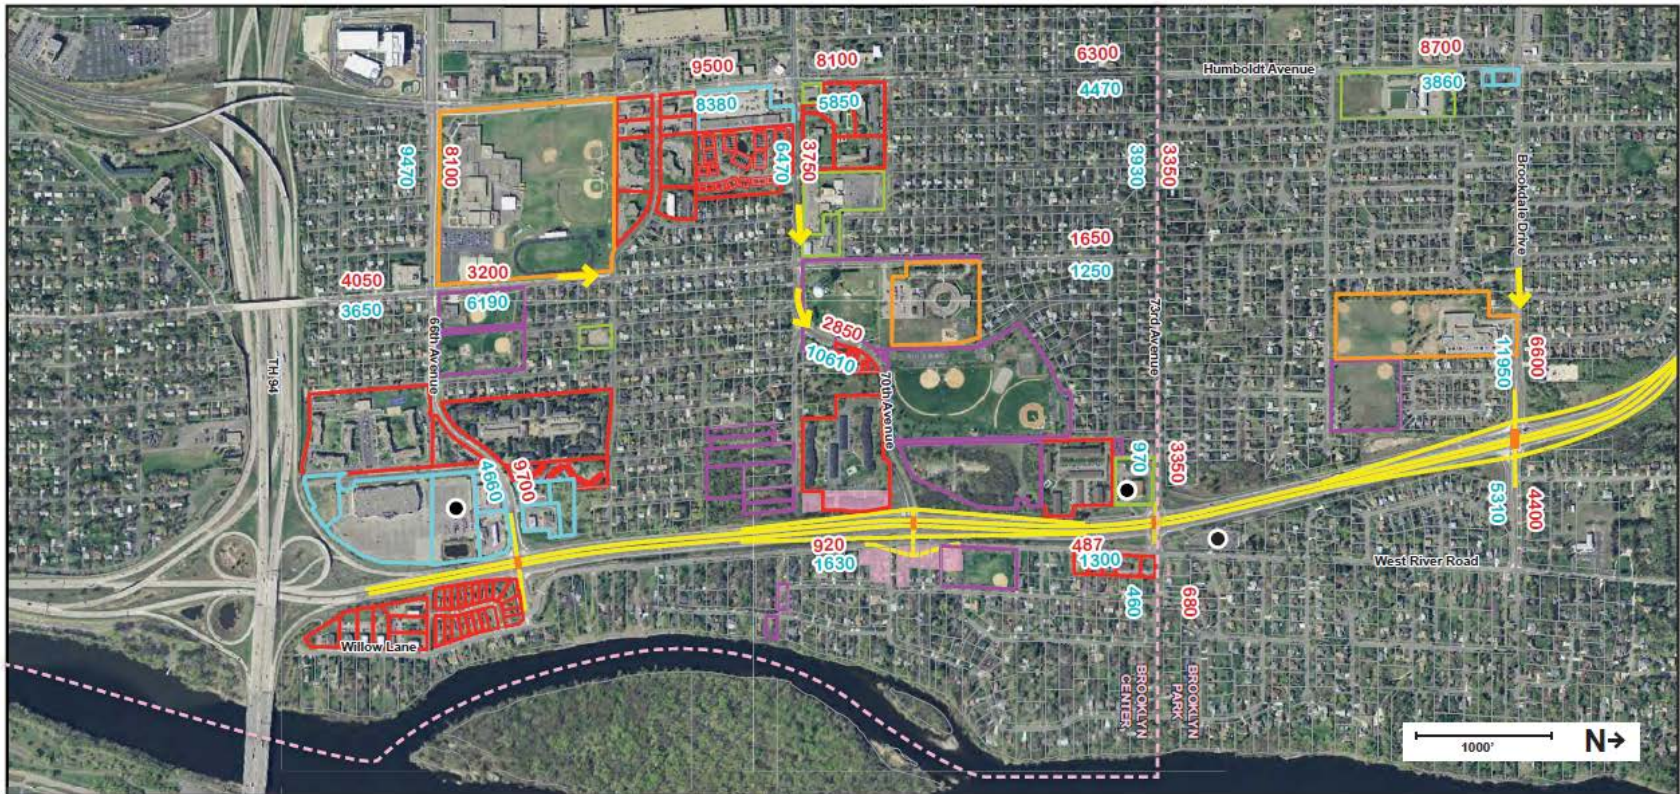 8700
6300
8100
9500
Humboldt Avenue
3860
4470
5850
8380
9470
8100
6470
3750
3930
3350
Brookdale Drive
1650
1250
4050
3200
3650
6190
66th Avenue
TH 94
2850
10610
70th Avenue
73rd Avenue
11950
6600
4660
9700
970
3350
5310
4400
920
1630
487
1300
West River Road
460
680
Willow Lane
BROOKLYN
CENTER
BROOKLYN
PARK
1000'
N→